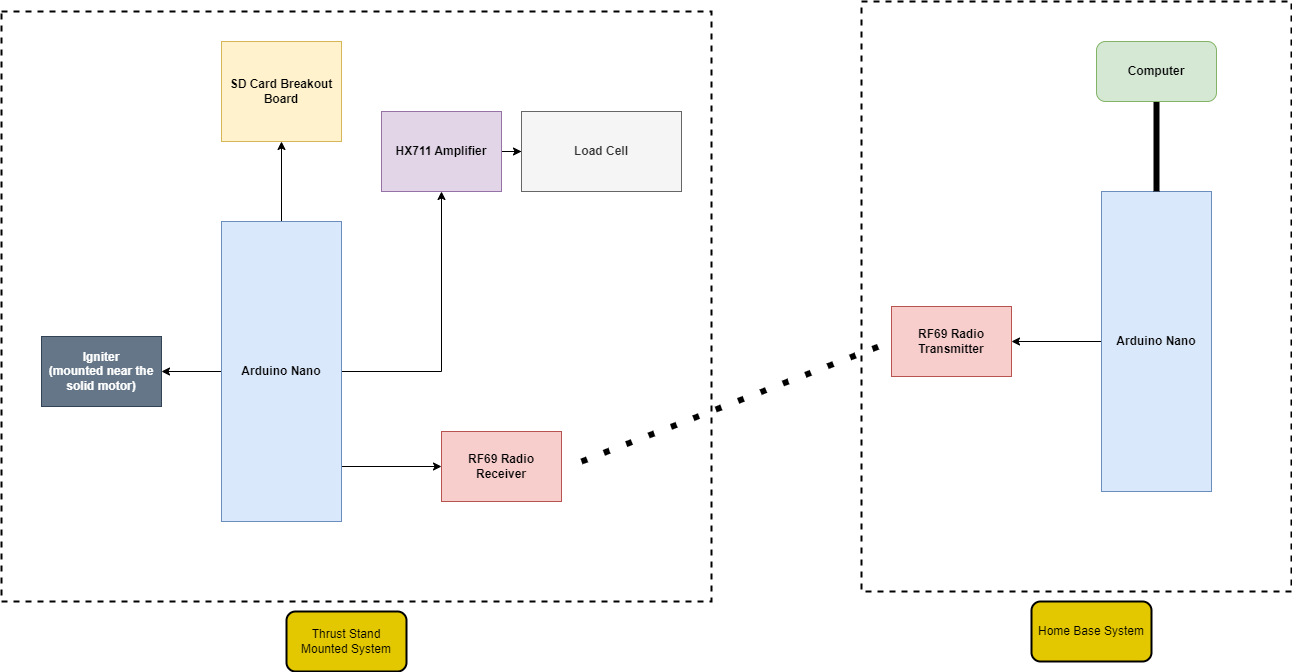 SD Card Breakout
Board
HX711 Amplifier
Load Cell
Igniter
(mounted near the
solid motor)
Arduino Nano
RF69 Radio
Receiver
Thrust Stand
Mounted System
Computer
RF69 Radio
Transmitter
Arduino Nano
Home Base System